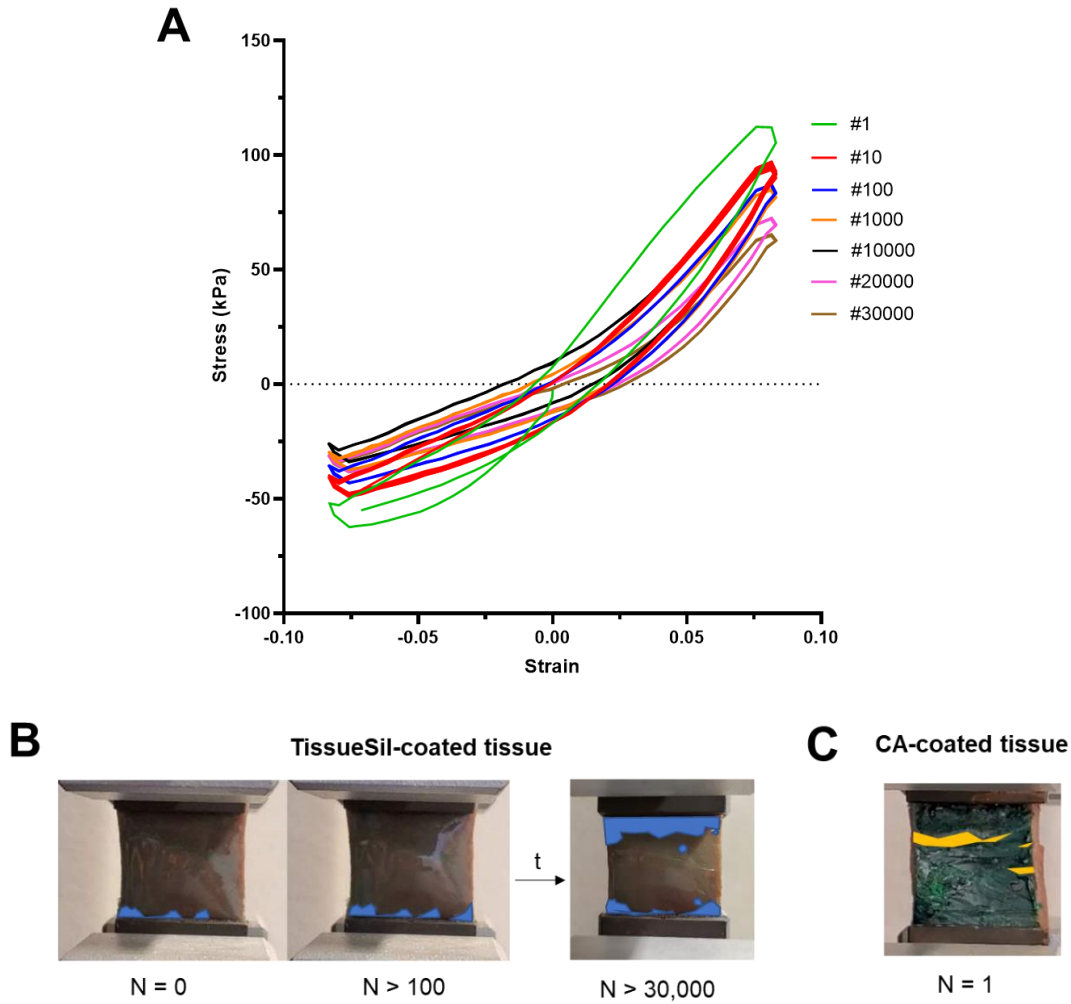 A
150
100
50
0
-50
-100
-0.10
-0.05
0.00
0.05
0.10
Stress (kPa)
Strain
#1
#10
#100
#1000
#10000
#20000
#30000
B
TissueSil-coated tissue
t
N = 0
N > 100
N > 30,000
C
CA-coated tissue
N = 1